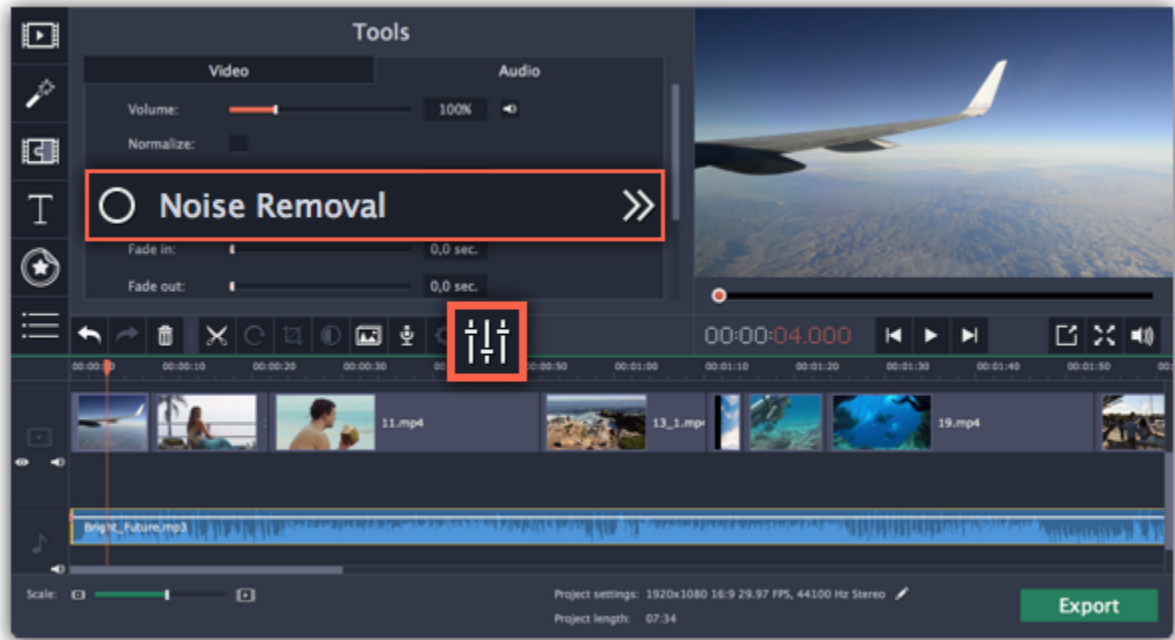 Tools
Video Audio
Volume: 100%
Normalize:
Noise Removal
Fade in: 0,0 sec.
Fade out: 0,0 sec.
T
00:00:04.000
00:00:10 00:00:20 00:00:30 00:00:50 00:01:00 00:01:10 00:01:20 00:01:30 00:01:40 00:01:50
11.mp4 13_1.mp 19.mp4
Bright_Future.mp3
Scale: Project settings: 1920x1080 16:9 29.97 FPS, 44100 Hz Stereo
Project length: 07:34
Export